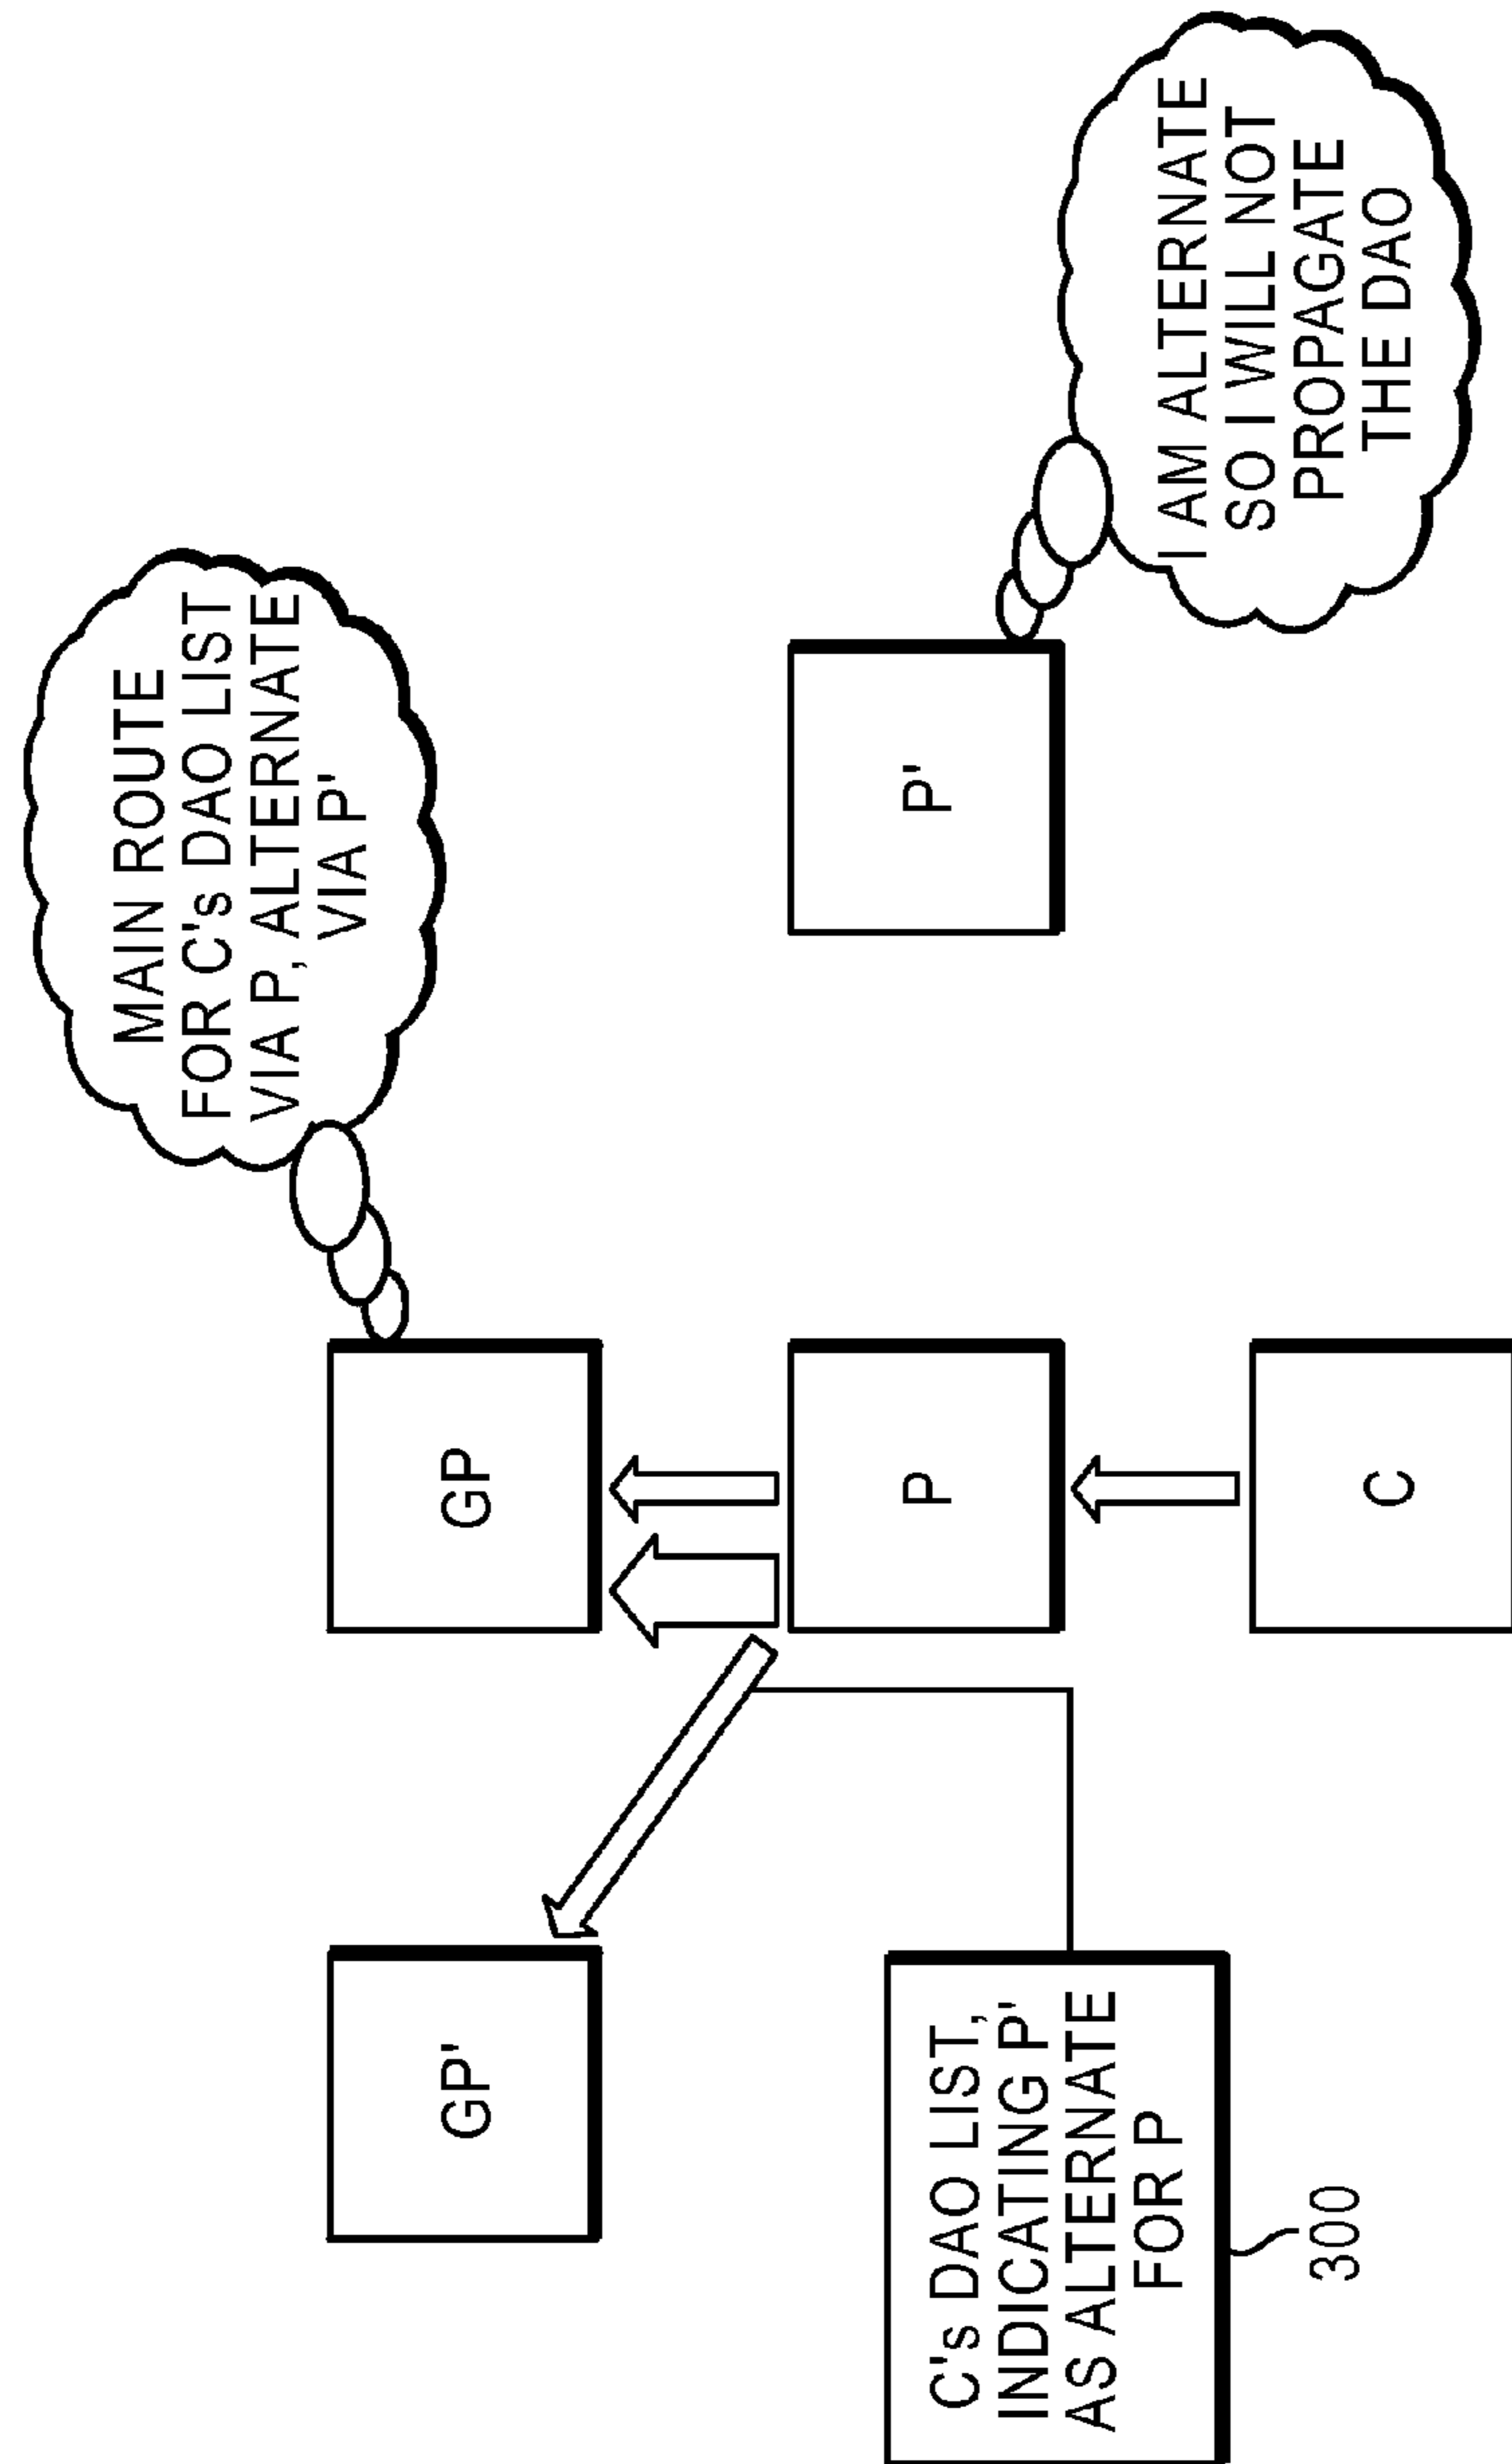 MAIN ROUTE
FOR C's DAO LIST
VIA P, ALTERNATE
VIA P'
GP'
GP
C's DAO LIST,
INDICATING P'
AS ALTERNATE
FOR P
300
P
P'
I AM ALTERNATE
SO I WILL NOT
PROPAGATE
THE DAO
C